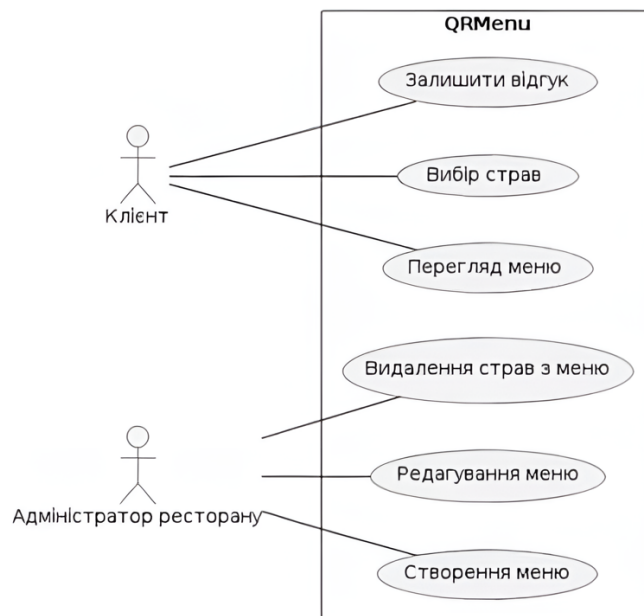 QRMenu
Залишити відгук
Вибір страв
Клієнт
Перегляд меню
Видалення страв з меню
Редагування меню
Адміністратор ресторану
Створення меню